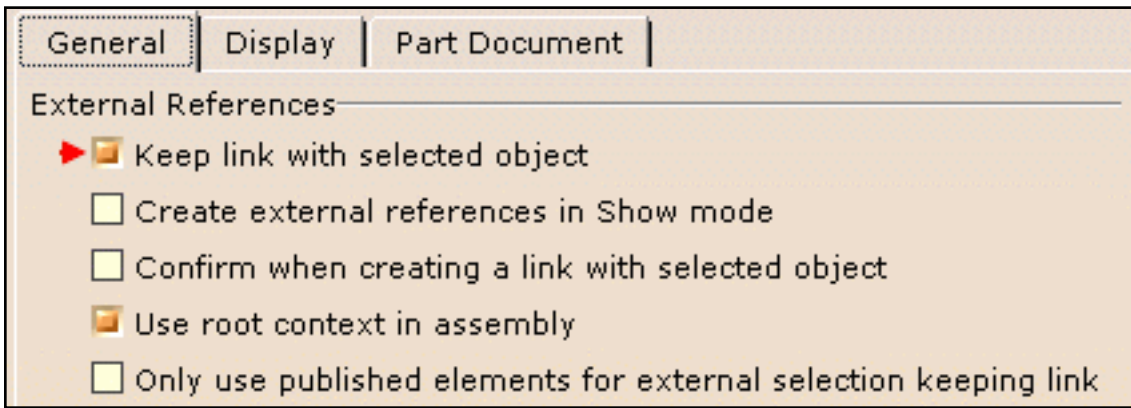 General Display Part Document
External References
Keep link with selected object
Create external references in Show mode
Confirm when creating a link with selected object
Use root context in assembly
Only use published elements for external selection keeping link